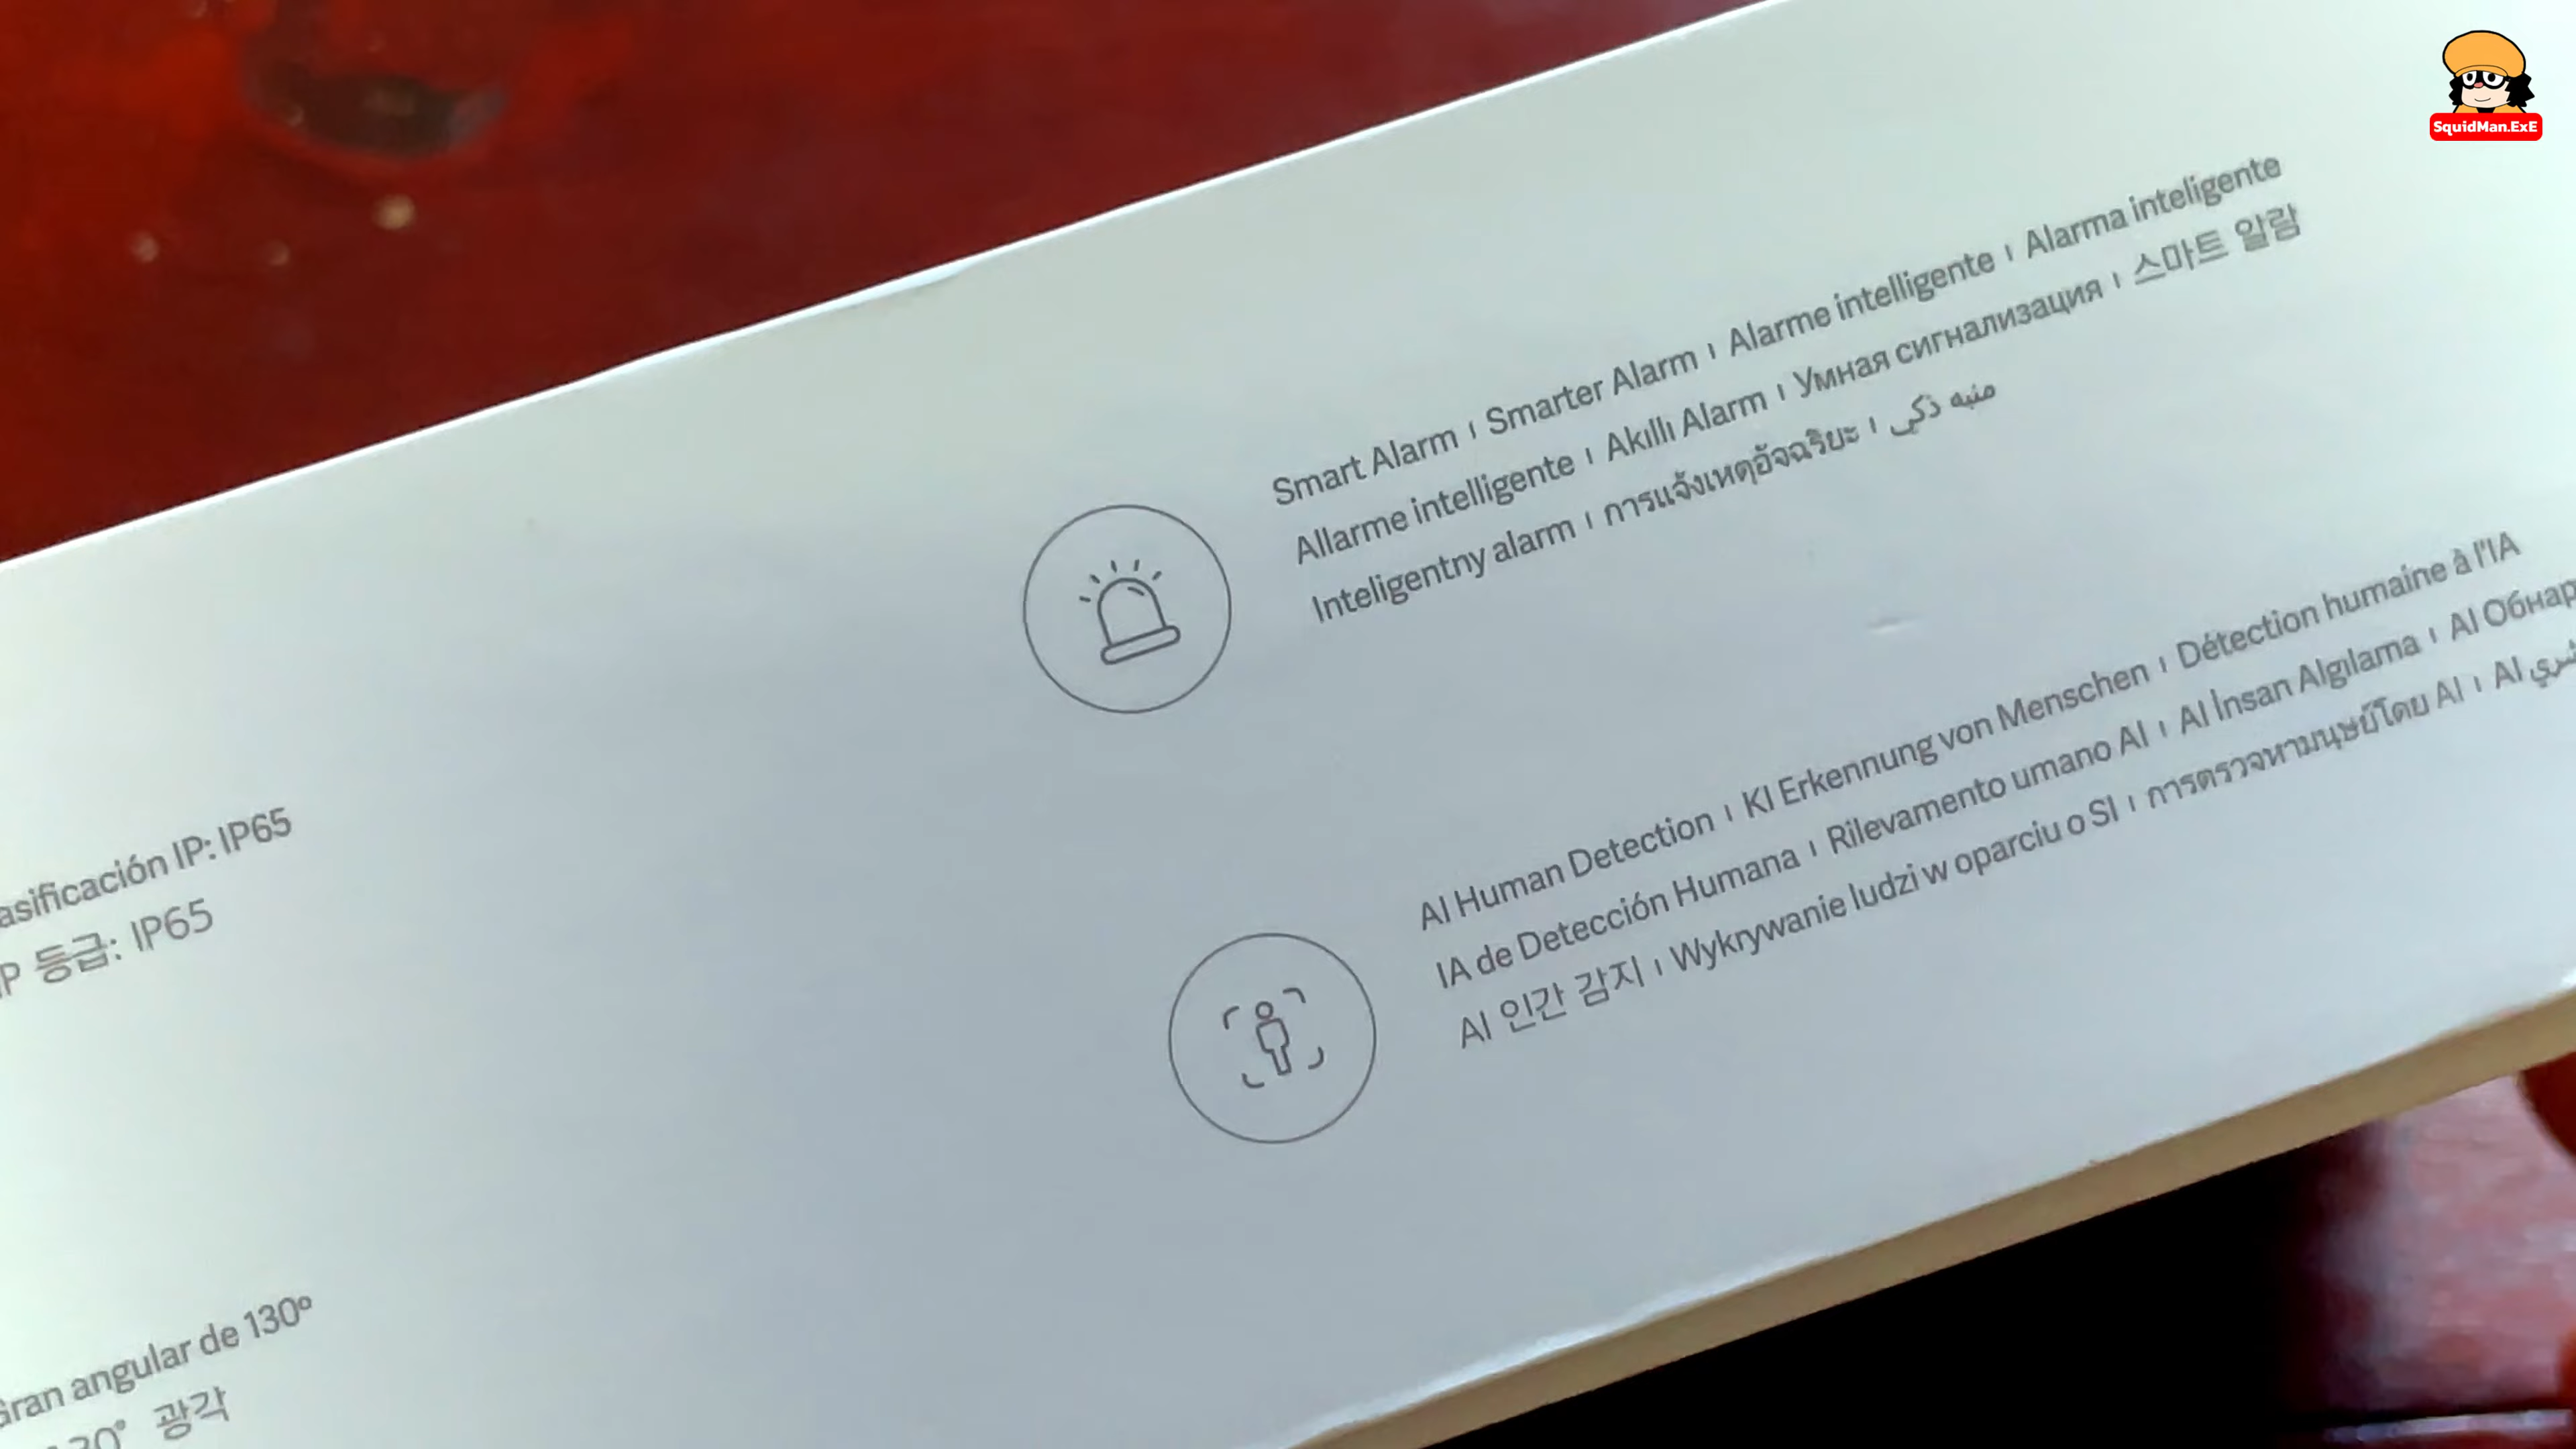 SquidMan.ExE
Smart Alarm ı Smarter Alarm ı Alarme intelligente ı Alarma inteligente
Allarme intelligente ı Akıllı Alarm ı Умная сигнализация ı 스마트 알람
Inteligentny alarm ı การแจ้งเหตุอัจฉริยะ ı منبه ذكي
AI Human Detection ı KI Erkennung von Menschen ı Détection humaine à l'IA
IA de Detección Humana ı Rilevamento umano AI ı AI İnsan Algılama ı AI
AI 인간 감지 ı Wykrywanie ludzi w oparciu o SI ı การตรวจหามนุษย์โดย AI ı AI
IP: IP65
등급: IP65
Gran angular de 130º
광각